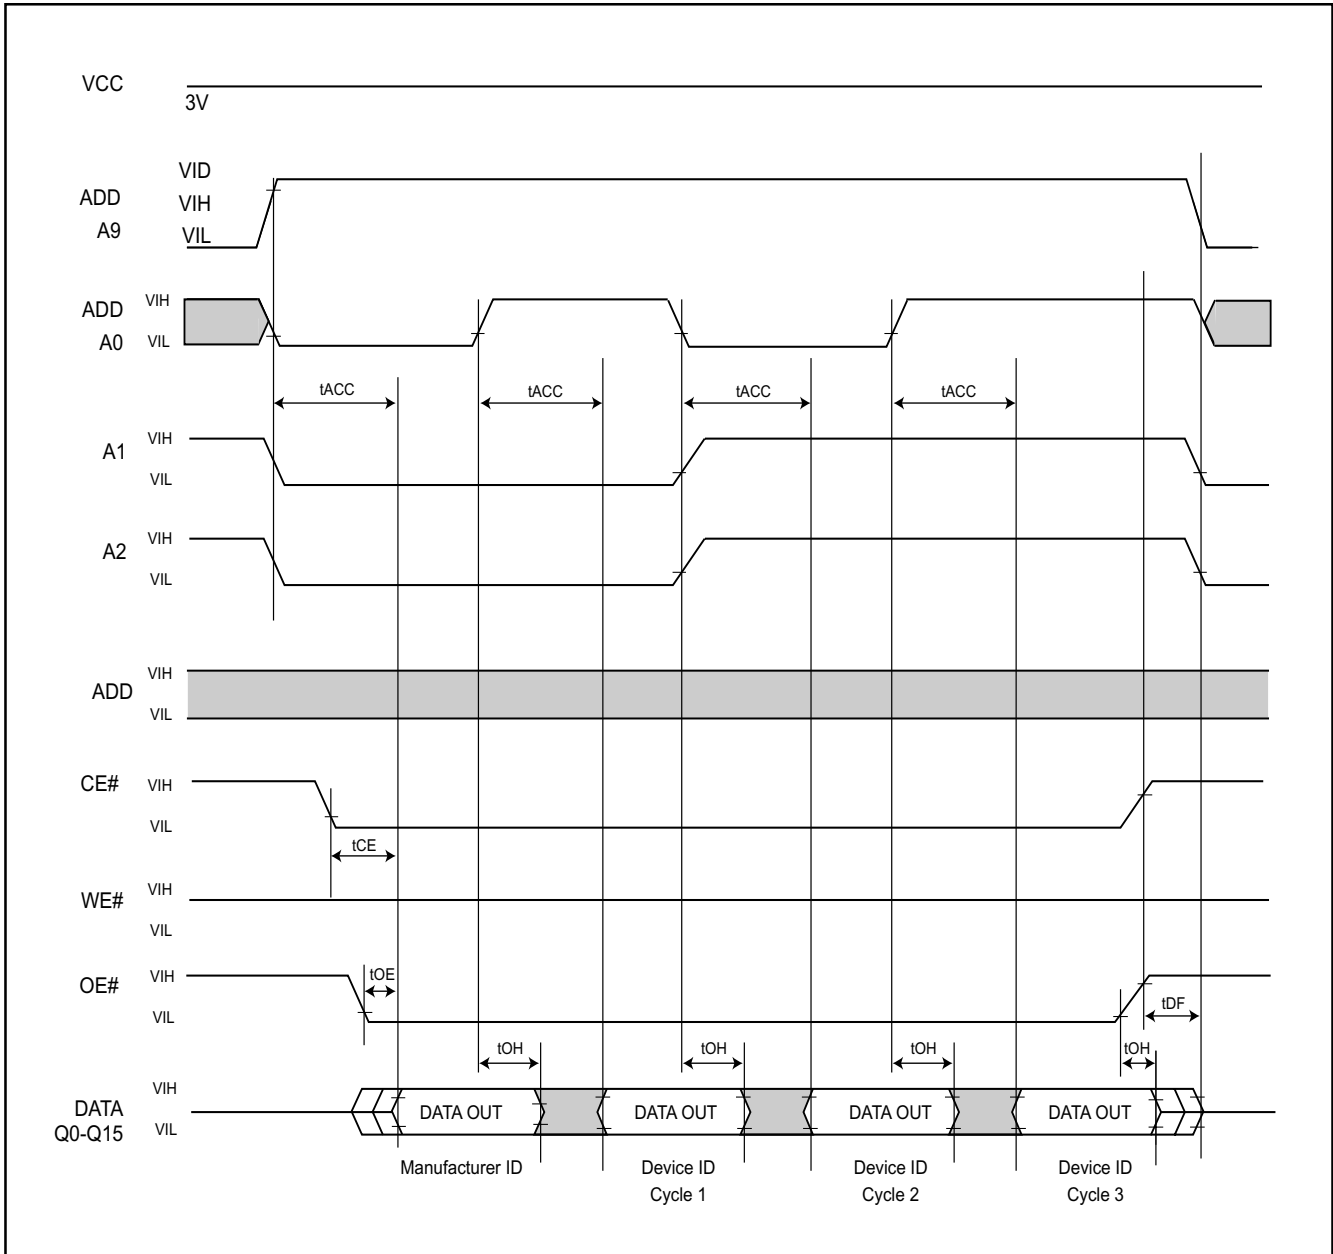 VCC
3V
VID
ADD
VIH
A9
VIL
ADD
VIH
A0
VIL
tACC
tACC
tACC
tACC
A1
VIH
VIL
A2
VIH
VIL
ADD
VIH
VIL
CE#
VIH
VIL
tCE
WE#
VIH
VIL
OE#
VIH
VIL
tOE
tDF
tOH
tOH
tOH
tOH
DATA
Q0-Q15
VIH
VIL
DATA OUT
DATA OUT
DATA OUT
DATA OUT
Manufacturer ID
Device ID
Cycle 1
Device ID
Cycle 2
Device ID
Cycle 3